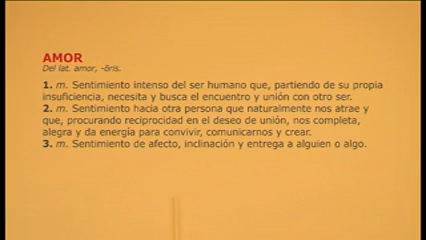 AMOR
Del lat. amor, -ōris.
1. m. Sentimiento intenso del ser humano que, partiendo de su propia
insuficiencia, necesita y busca el encuentro y unión con otro ser.
2. m. Sentimiento hacia otra persona que naturalmente nos atrae y
que, procurando reciprocidad en el deseo de unión, nos completa,
alegra y da energía para convivir, comunicarnos y crear.
3. m. Sentimiento de afecto, inclinación y entrega a alguien o algo.